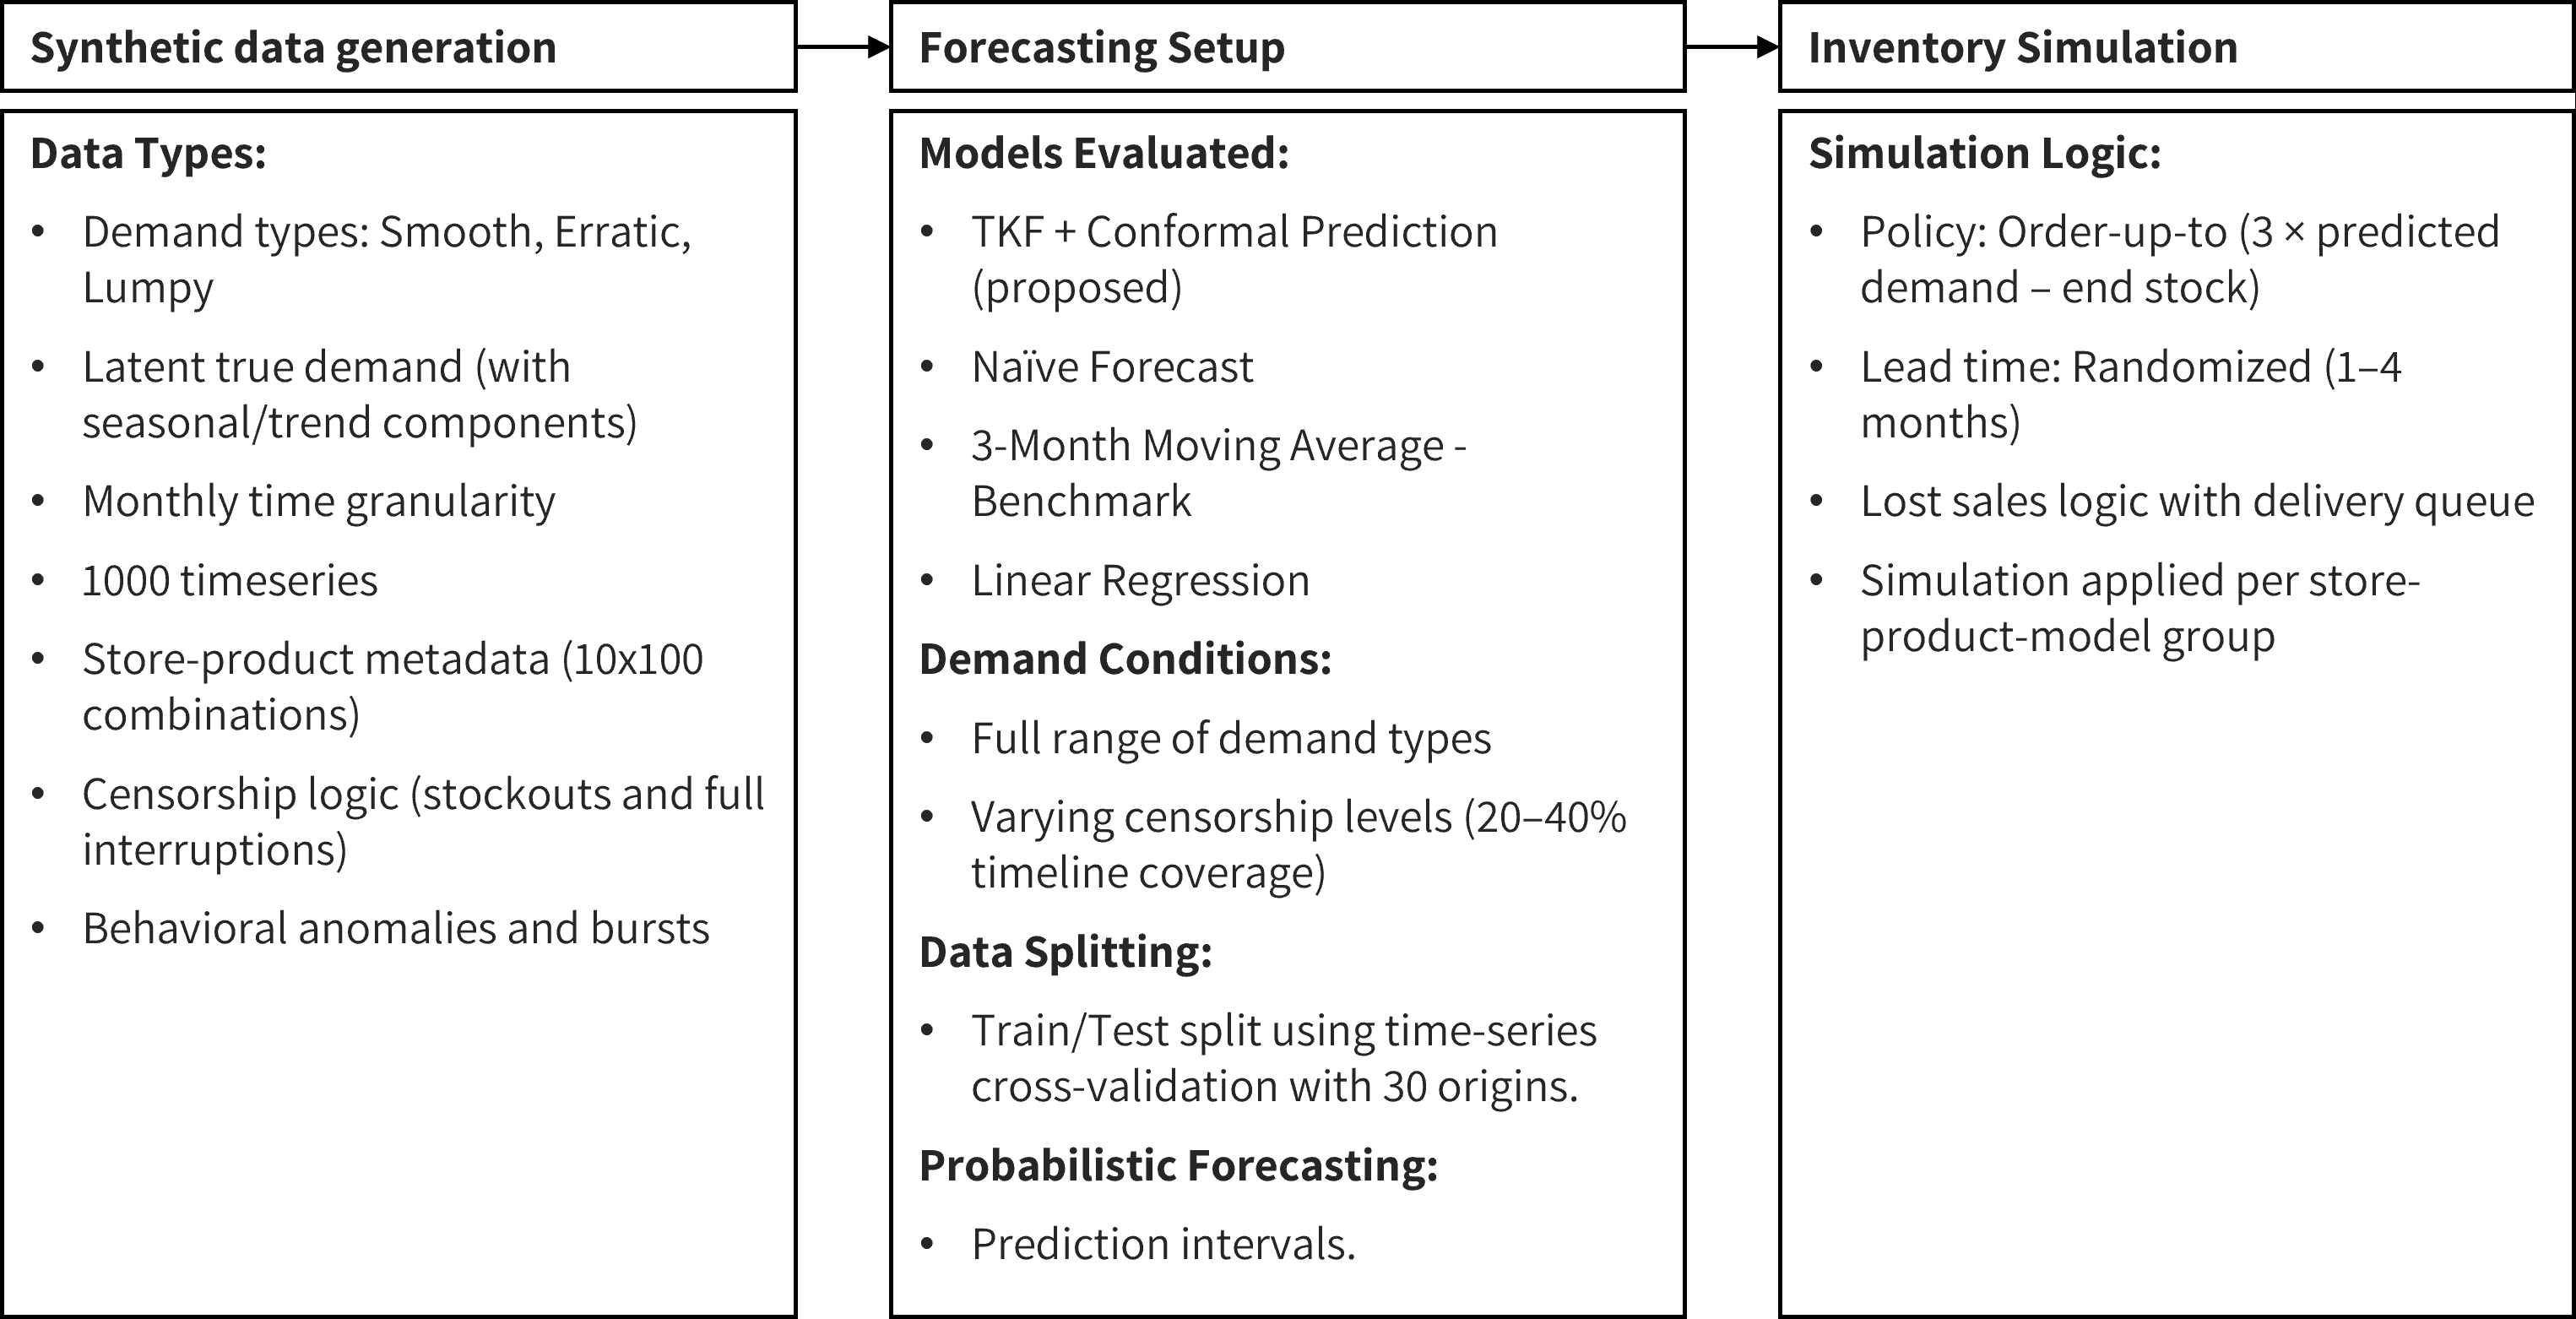 Synthetic data generation
Data Types:
• Demand types: Smooth, Erratic,
Lumpy
• Latent true demand (with
seasonal/trend components)
• Monthly time granularity
• 1000 timeseries
• Store-product metadata (10x100
combinations)
• Censorship logic (stockouts and full
interruptions)
• Behavioral anomalies and bursts
Forecasting Setup
Models Evaluated:
• TKF + Conformal Prediction
(proposed)
• Naïve Forecast
• 3-Month Moving Average -
Benchmark
• Linear Regression
Demand Conditions:
• Full range of demand types
• Varying censorship levels (20–40%
timeline coverage)
Data Splitting:
• Train/Test split using time-series
cross-validation with 30 origins.
Probabilistic Forecasting:
• Prediction intervals.
Inventory Simulation
Simulation Logic:
• Policy: Order-up-to (3 × predicted
demand – end stock)
• Lead time: Randomized (1–4
months)
• Lost sales logic with delivery queue
• Simulation applied per store-
product-model group